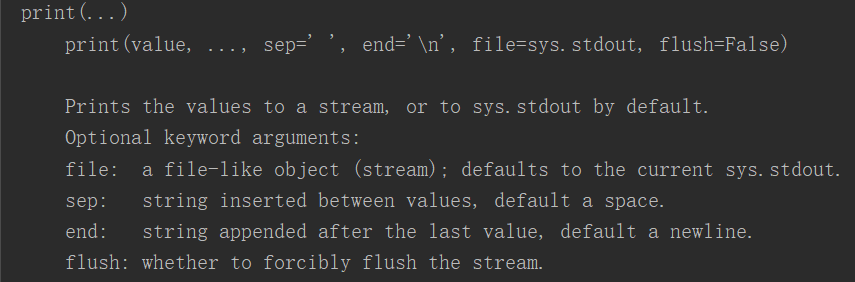 print(...)
print(value, ..., sep=' ', end='\n', file=sys.stdout, flush=False)
Prints the values to a stream, or to sys.stdout by default.
Optional keyword arguments:
file:  a file-like object (stream); defaults to the current sys.stdout.
sep:   string inserted between values, default a space.
end:   string appended after the last value, default a newline.
flush: whether to forcibly flush the stream.